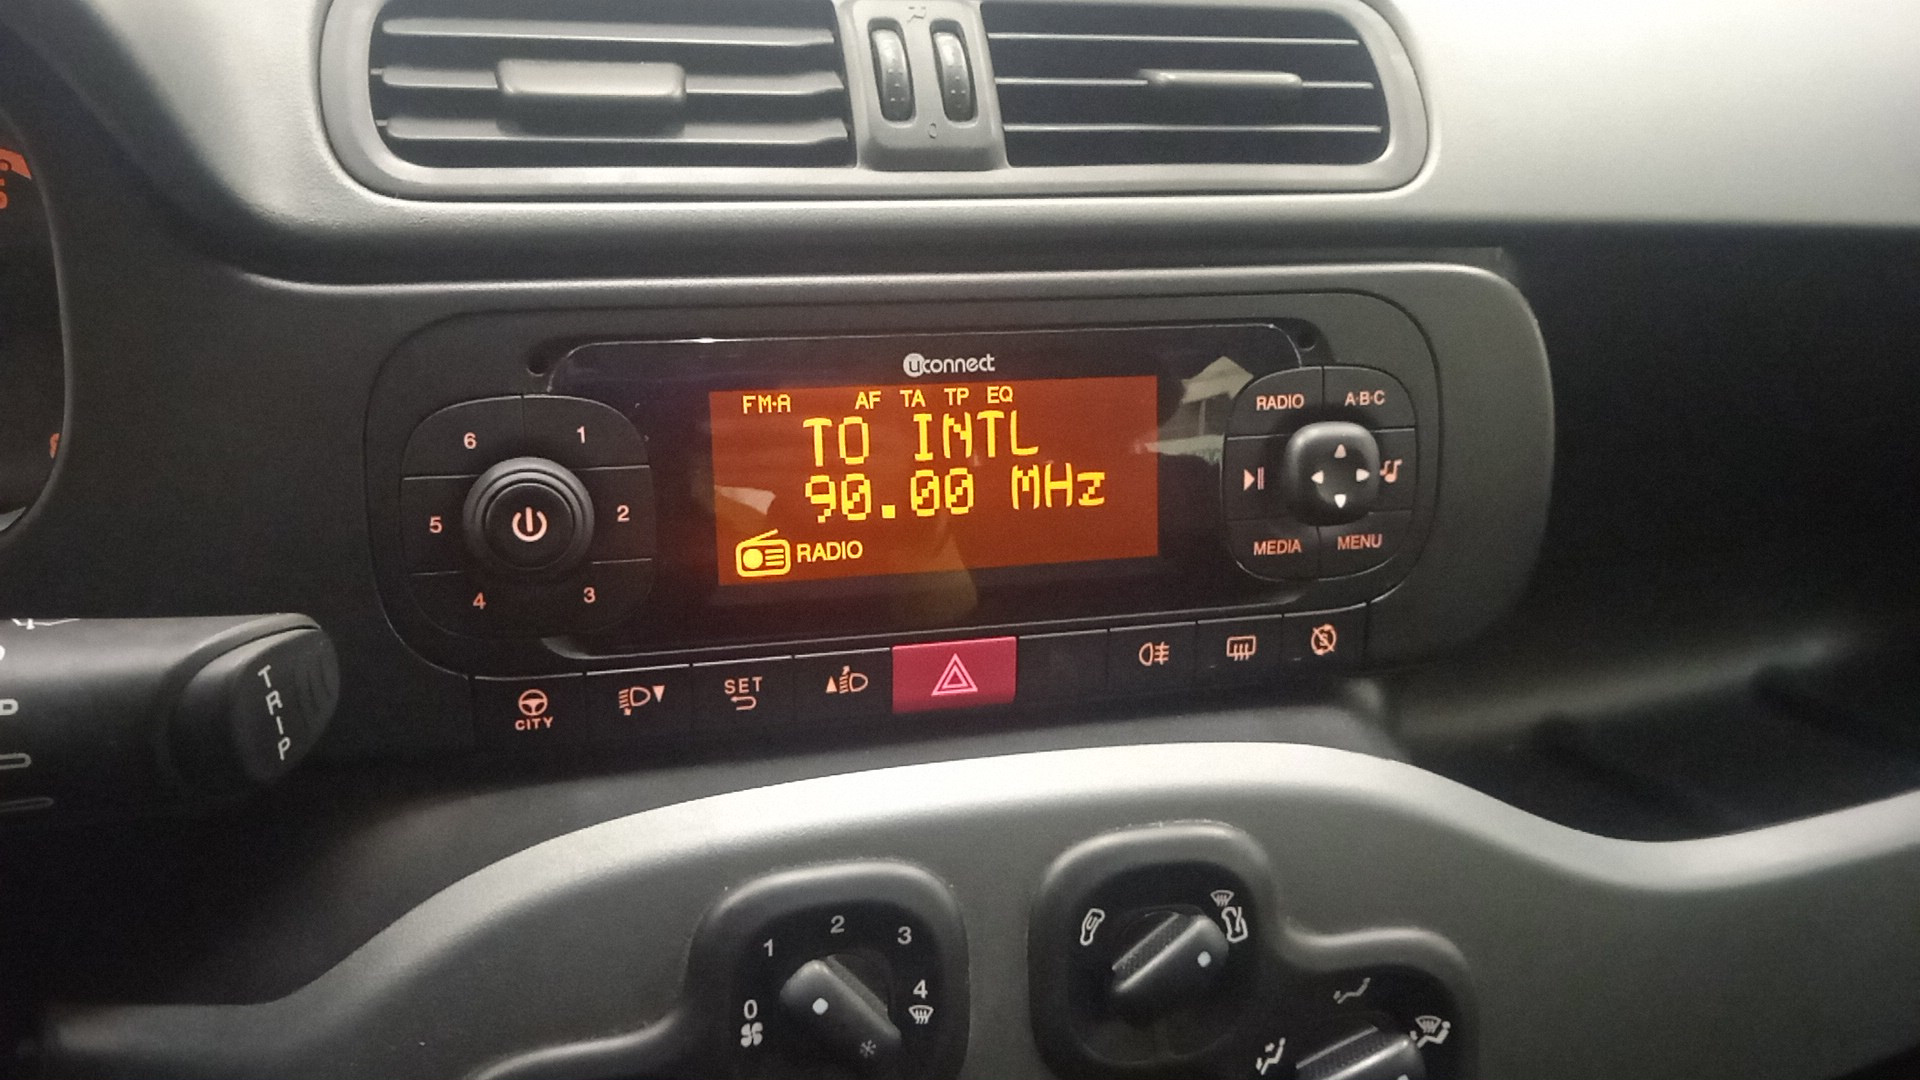 uconnect
FM-A AF TA TP EQ
TO INTL
90.00 MHz
RADIO
6 1
5 2
4 3
RADIO A·B·C
MEDIA MENU
CITY
SET
TRIP
0 1 2 3 4